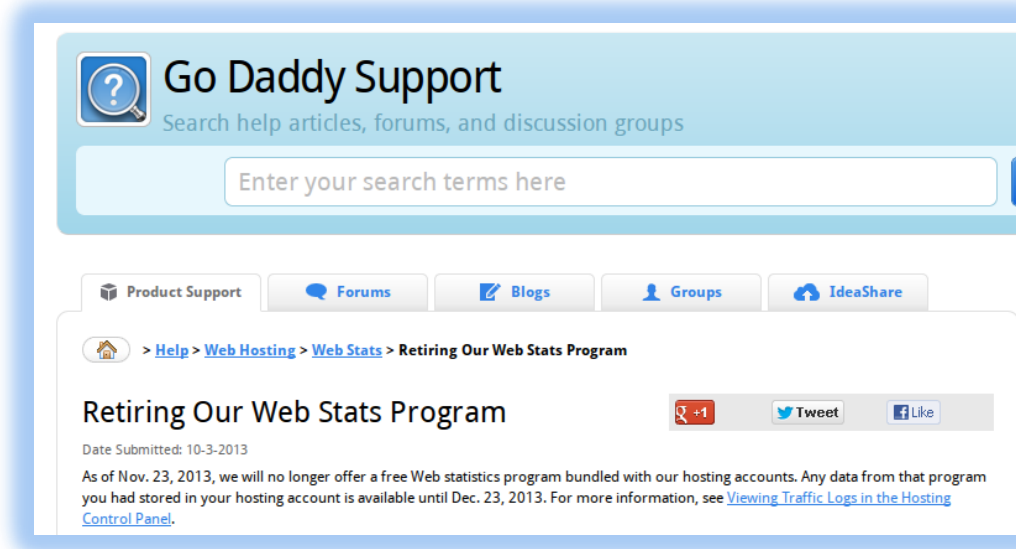 Go Daddy Support
Search help articles, forums, and discussion groups
Enter your search terms here
Product Support
Forums
Blogs
Groups
IdeaShare
> Help > Web Hosting > Web Stats > Retiring Our Web Stats Program
Retiring Our Web Stats Program
g +1
Tweet
f Like
Date Submitted: 10-3-2013
As of Nov. 23, 2013, we will no longer offer a free Web statistics program bundled with our hosting accounts. Any data from that program
you had stored in your hosting account is available until Dec. 23, 2013. For more information, see Viewing Traffic Logs in the Hosting
Control Panel.